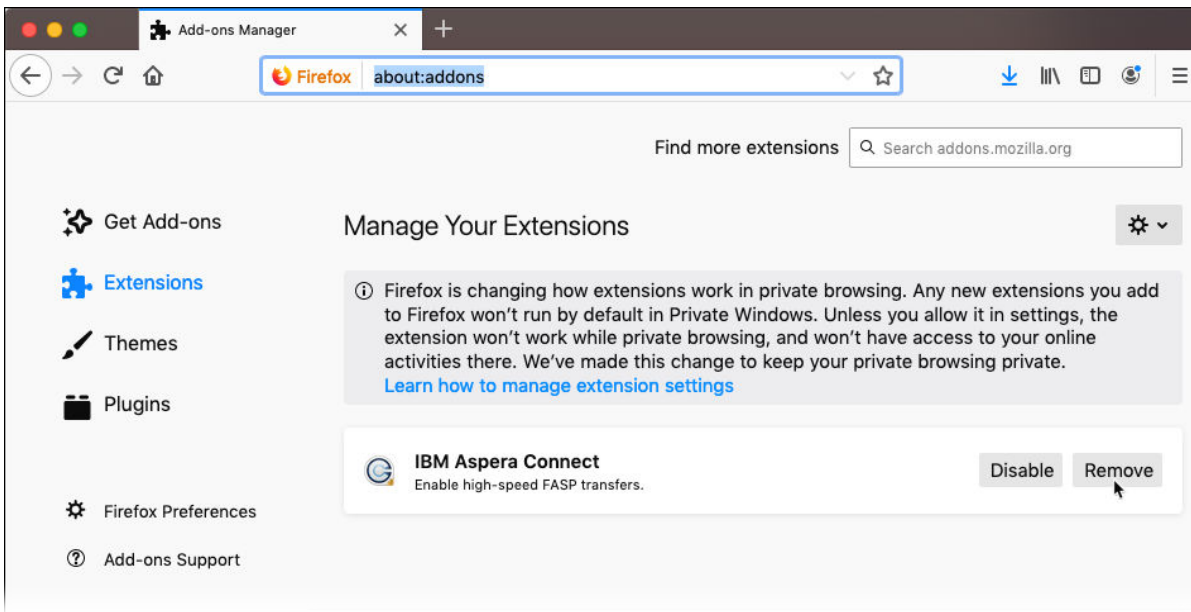 Add-ons Manager
Firefox about:addons
Find more extensions Search addons.mozilla.org
Get Add-ons
Extensions
Themes
Plugins
Firefox Preferences
Add-ons Support
Manage Your Extensions
Firefox is changing how extensions work in private browsing. Any new extensions you add
to Firefox won’t run by default in Private Windows. Unless you allow it in settings, the
extension won’t work while private browsing, and won’t have access to your online
activities there. We’ve made this change to keep your private browsing private.
Learn how to manage extension settings
IBM Aspera Connect
Enable high-speed FASP transfers.
Disable Remove